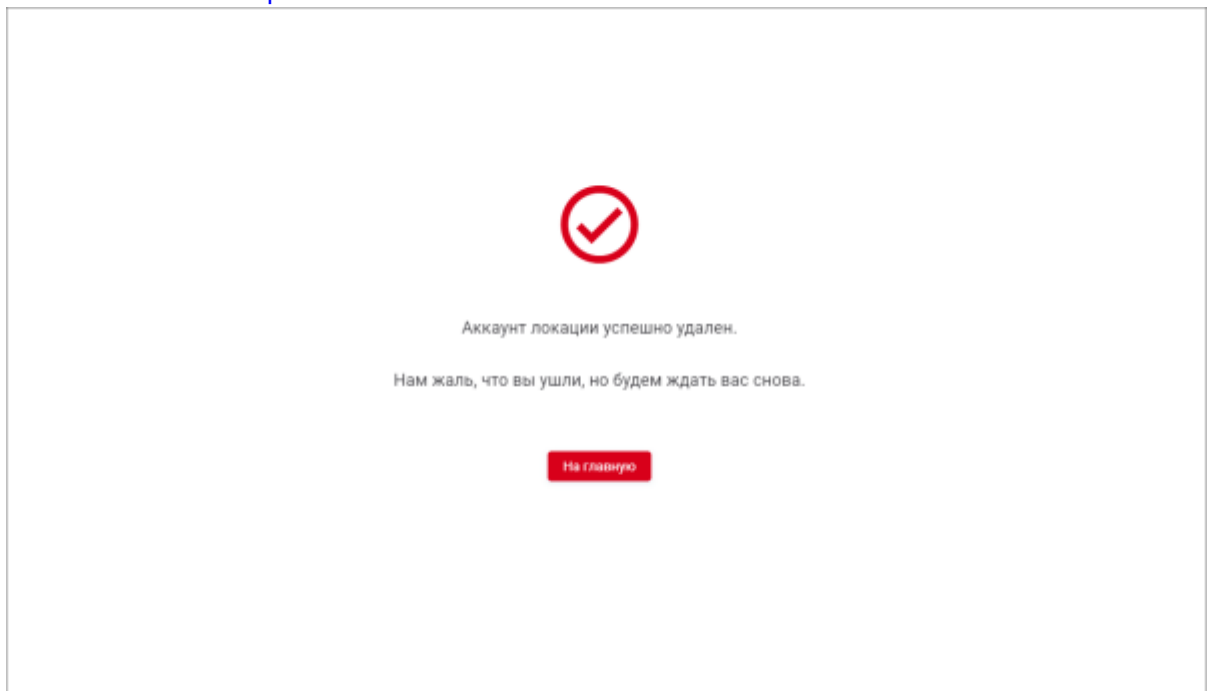 Аккаунт локации успешно удален.
Нам жаль, что вы ушли, но будем ждать вас снова.
На главную